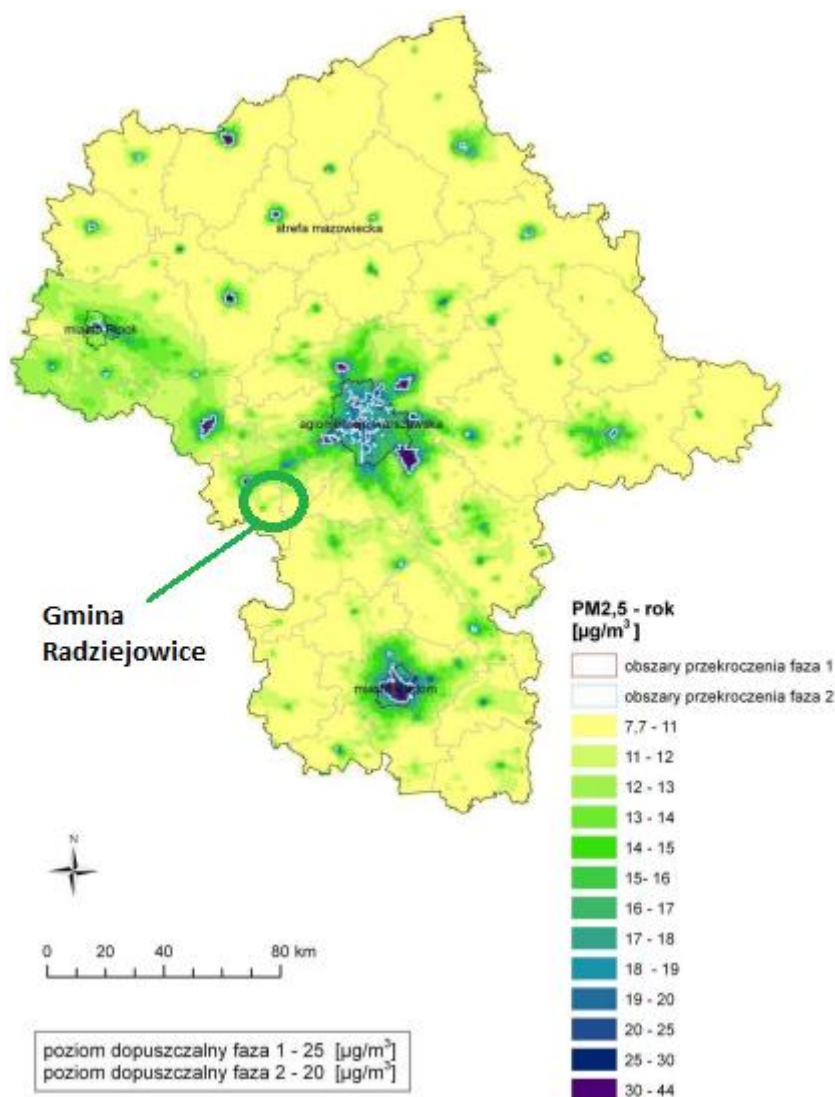 strefa mazowiecka
miasto Płock
aglomeracja warszawska
Gmina
Radziejowice
miasto Radom
PM2,5 - rok
[µg/m³ ]
obszary przekroczenia faza 1
obszary przekroczenia faza 2
7,7 - 11
11 - 12
12 - 13
13 - 14
14 - 15
15- 16
16 - 17
17 - 18
18 - 19
19 - 20
20 - 25
25 - 30
30 - 44
N
0 20 40 80 km
poziom dopuszczalny faza 1 - 25 [µg/m³]
poziom dopuszczalny faza 2 - 20 [µg/m³]